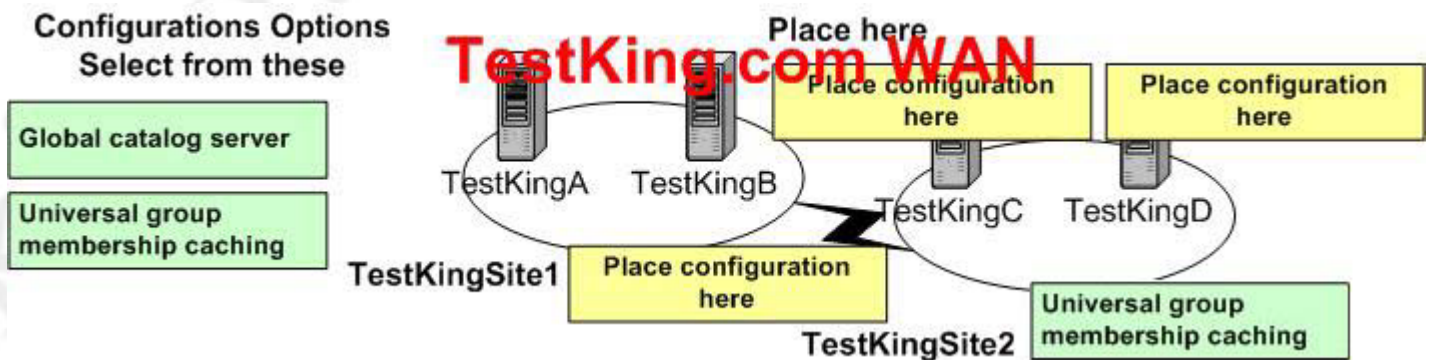 Configurations Options
Select from these
Global catalog server
Universal group
membership caching
Place here
TestKing.com WAN
Place configuration
here
Place configuration
here
TestKingA
TestKingB
TestKingC
TestKingD
TestKingSite1
Place configuration
here
TestKingSite2
Universal group
membership caching